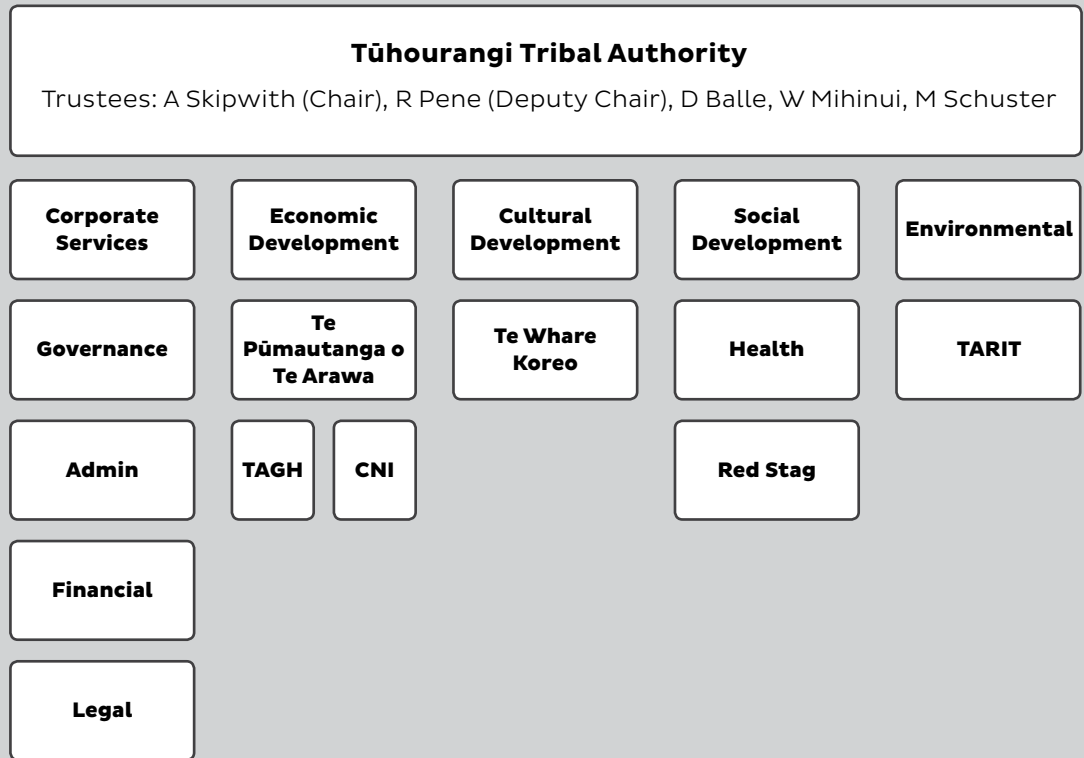 Tūhourangi Tribal Authority
Trustees: A Skipwith (Chair), R Pene (Deputy Chair), D Balle, W Mihinui, M Schuster
Corporate
Services
Economic
Development
Cultural
Development
Social
Development
Environmental
Governance
Te
Pūmautanga o
Te Arawa
Te Whare
Koreo
Health
TARIT
Admin
TAGH
CNI
Red Stag
Financial
Legal